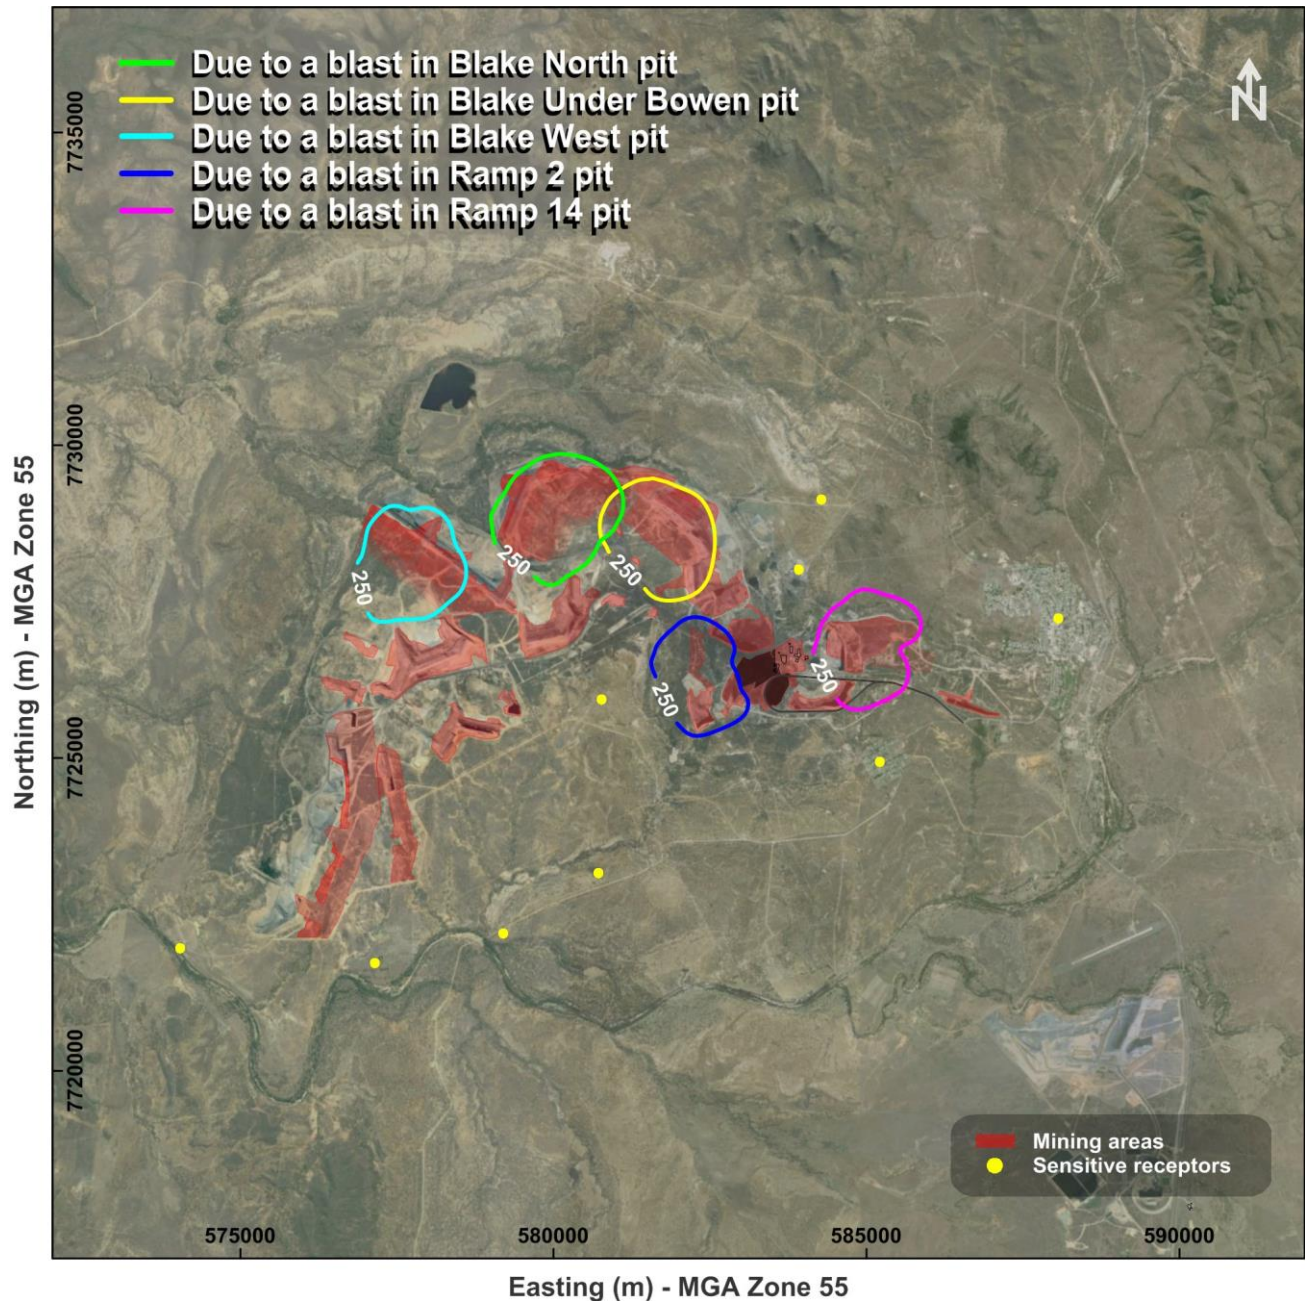 Due to a blast in Blake North pit
Due to a blast in Blake Under Bowen pit
Due to a blast in Blake West pit
Due to a blast in Ramp 2 pit
Due to a blast in Ramp 14 pit
N
7735000
7730000
7725000
7720000
Northing (m) - MGA Zone 55
250
250
250
250
250
Mining areas
Sensitive receptors
575000
580000
585000
590000
Easting (m) - MGA Zone 55